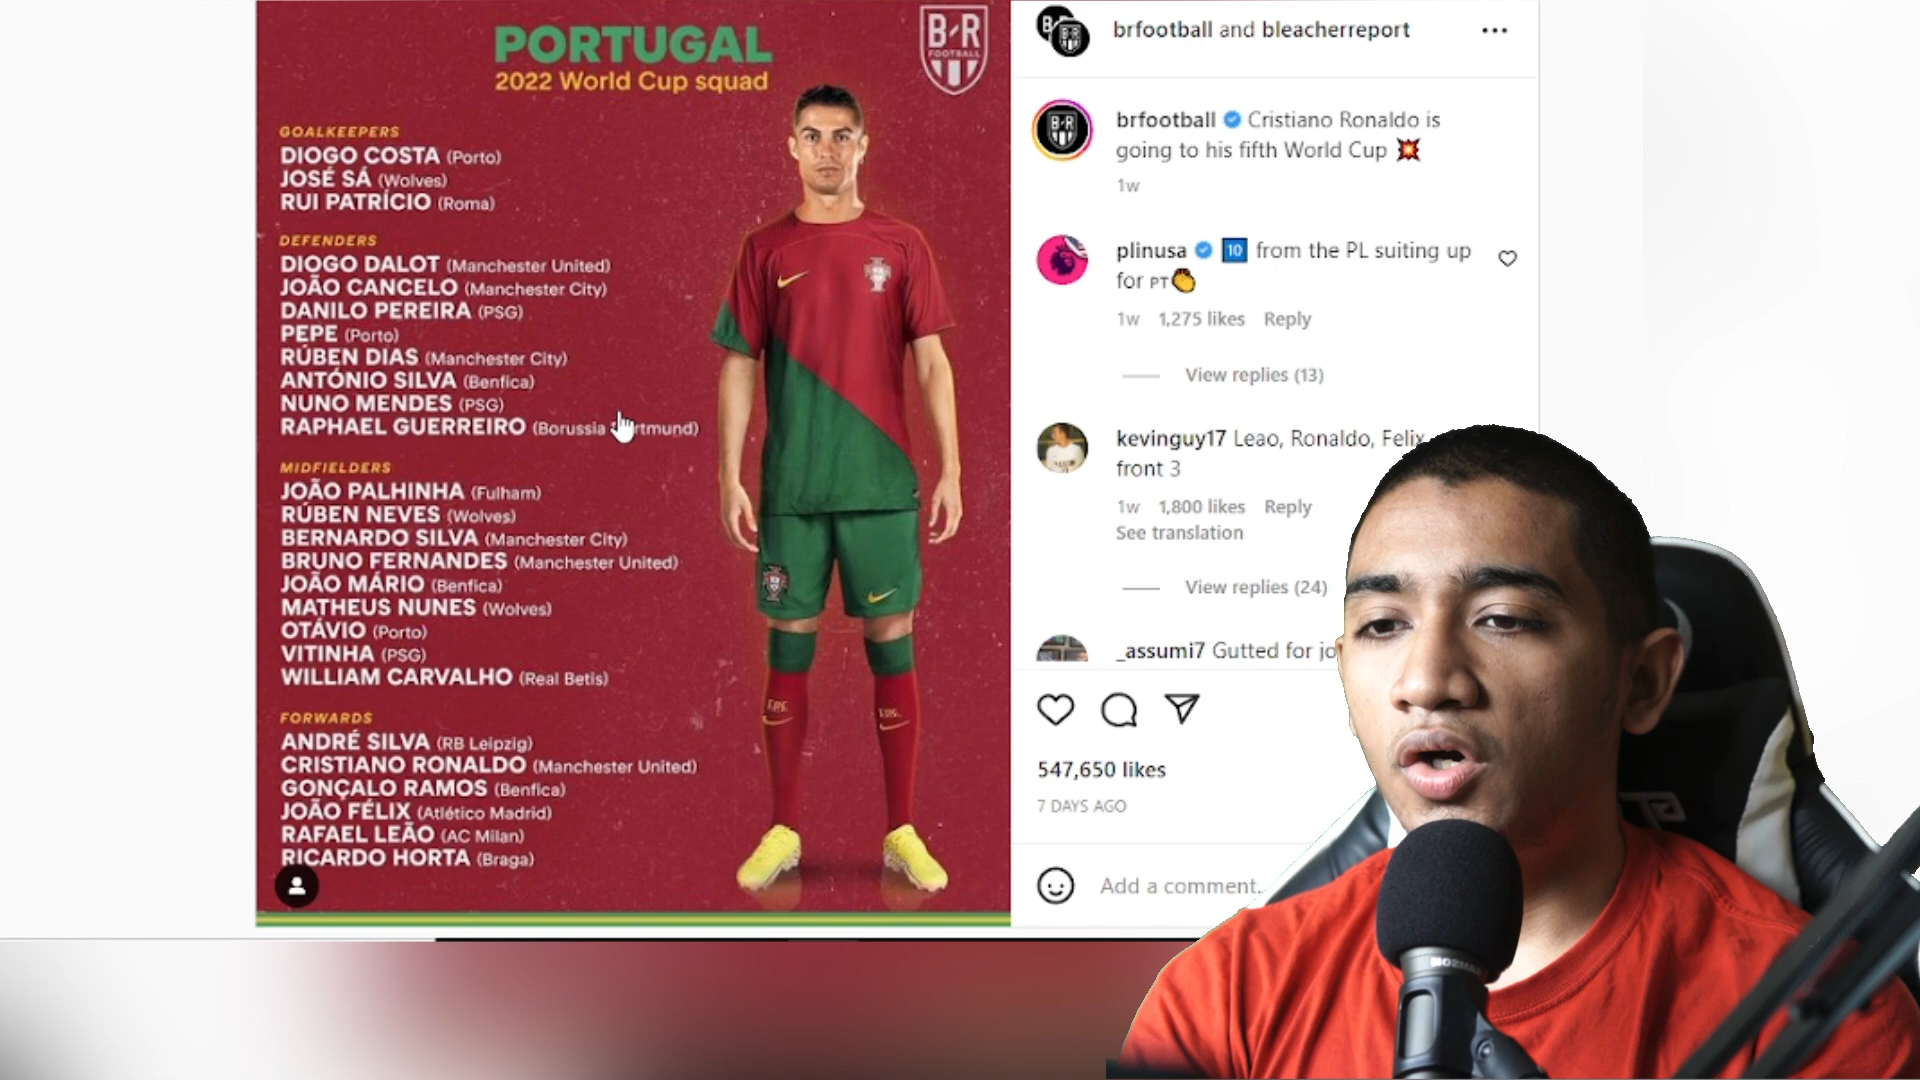 PORTUGAL
2022 World Cup squad
B/R
FOOTBALL
GOALKEEPERS
DIOGO COSTA (Porto)
JOSÉ SÁ (Wolves)
RUI PATRÍCIO (Roma)
DEFENDERS
DIOGO DALOT (Manchester United)
JOÃO CANCELO (Manchester City)
DANILO PEREIRA (PSG)
PEPE (Porto)
RÚBEN DIAS (Manchester City)
ANTÓNIO SILVA (Benfica)
NUNO MENDES (PSG)
RAPHAEL GUERREIRO (Borussia
MIDFIELDERS
JOÃO PALHINHA (Fulham)
RÚBEN NEVES (Wolves)
BERNARDO SILVA (Manchester City)
BRUNO FERNANDES (Manchester United)
JOÃO MÁRIO (Benfica)
MATHEUS NUNES (Wolves)
OTÁVIO (Porto)
VITINHA (PSG)
WILLIAM CARVALHO (Real Betis)
FORWARDS
ANDRÉ SILVA (RB Leipzig)
CRISTIANO RONALDO (Manchester United)
GONÇALO RAMOS (Benfica)
JOÃO FÉLIX (Atlético Madrid)
RAFAEL LEÃO (AC Milan)
RICARDO HORTA (Braga)
brfootball and bleacherreport
brfootball Cristiano Ronaldo is
going to his fifth World Cup 💥
1w
plinusa 🔟 from the PL suiting up
for PT👏
1w 1,275 likes Reply
View replies (13)
kevinguy17 Leao, Ronaldo, Felix
front 3
1w 1,800 likes Reply
See translation
View replies (24)
_assumi7 Gutted for
547,650 likes
7 DAYS AGO
Add a comment.